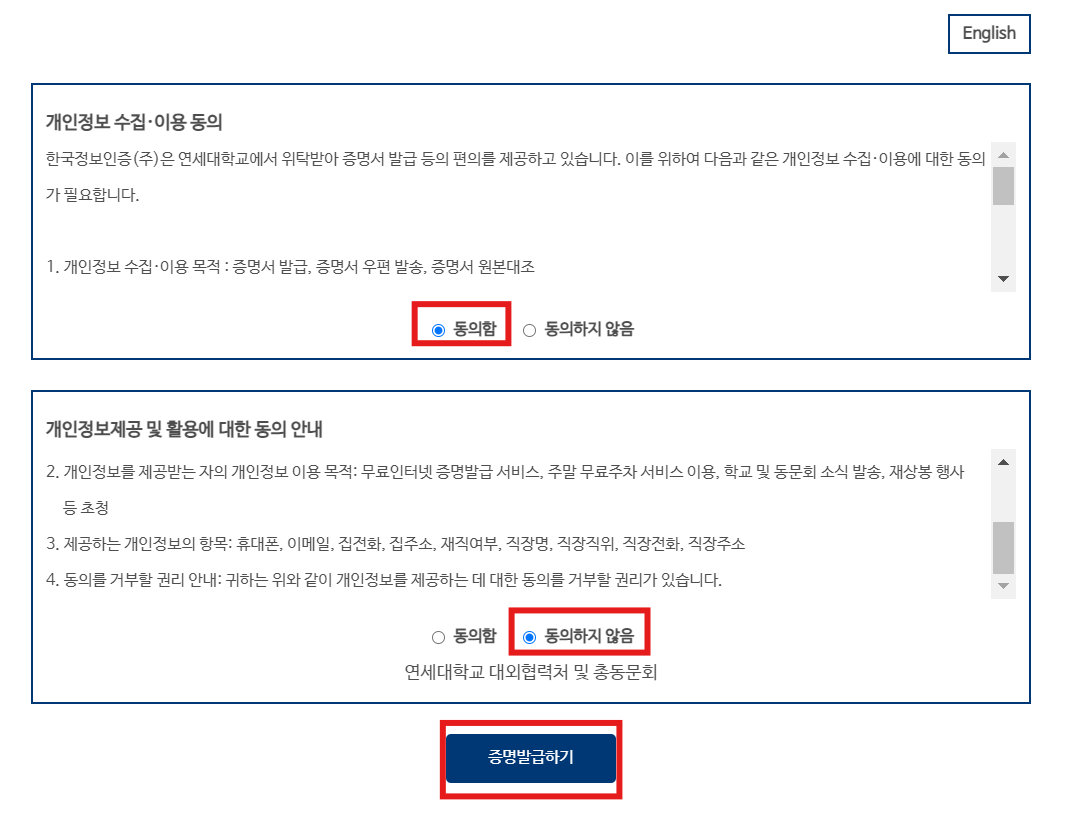 English
개인정보 수집·이용 동의
한국정보인증(주)은 연세대학교에서 위탁받아 증명서 발급 등의 편의를 제공하고 있습니다. 이를 위하여 다음과 같은 개인정보 수집·이용에 대한 동의
가 필요합니다.
1. 개인정보 수집·이용 목적 : 증명서 발급, 증명서 우편 발송, 증명서 원본대조
동의함 동의하지 않음
개인정보제공 및 활용에 대한 동의 안내
2. 개인정보를 제공받는 자의 개인정보 이용 목적: 무료인터넷 증명발급 서비스, 주말 무료주차 서비스 이용, 학교 및 동문회 소식 발송, 재상봉 행사
등 초청
3. 제공하는 개인정보의 항목: 휴대폰, 이메일, 집전화, 집주소, 재직여부, 직장명, 직장직위, 직장전화, 직장주소
4. 동의를 거부할 권리 안내: 귀하는 위와 같이 개인정보를 제공하는 데 대한 동의를 거부할 권리가 있습니다.
동의함 동의하지 않음
연세대학교 대외협력처 및 총동문회
증명발급하기